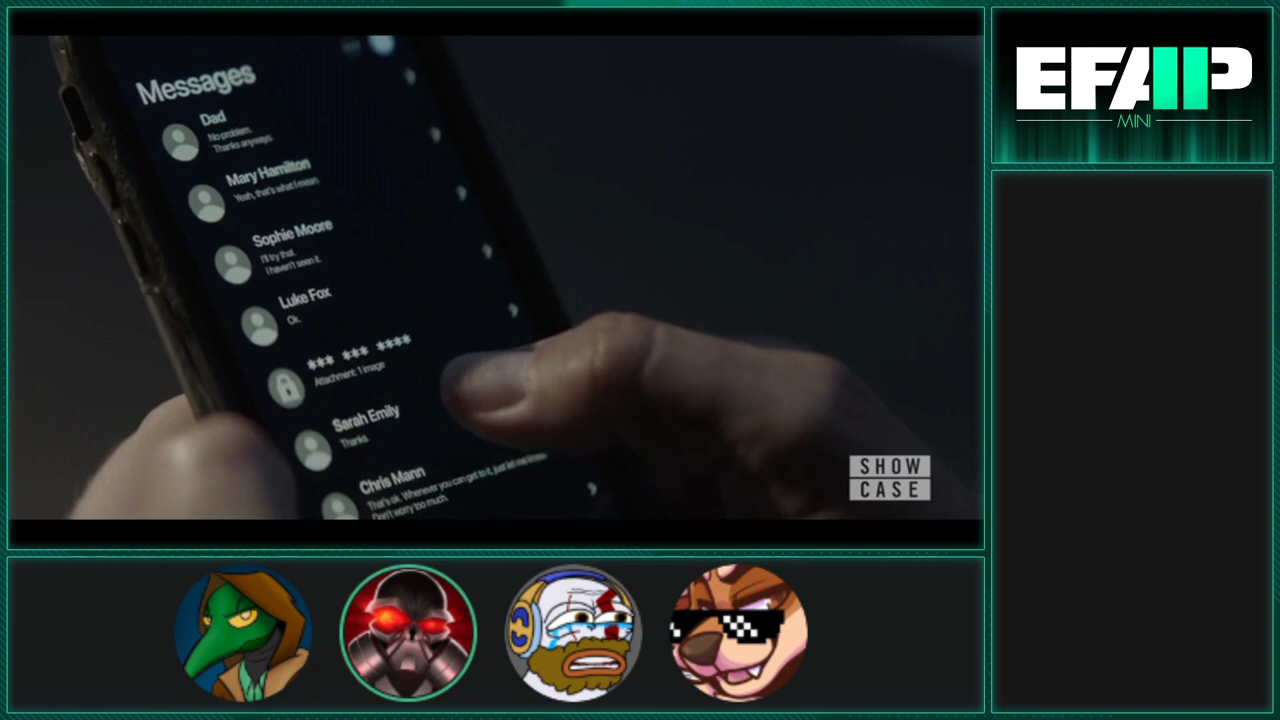 EFAP
MINI
Messages
Dad
No problem.
Thanks anyways.
Mary Hamilton
Yeah, that's what I mean.
Sophie Moore
I'll try that.
I haven't seen it.
Luke Fox
Ok.
*** *** ****
Attachment: 1 image
Sarah Emily
Thanks.
Chris Mann
That's ok. Whenever you can get to it, just let me know
Don't worry too much.
SHOW
CASE